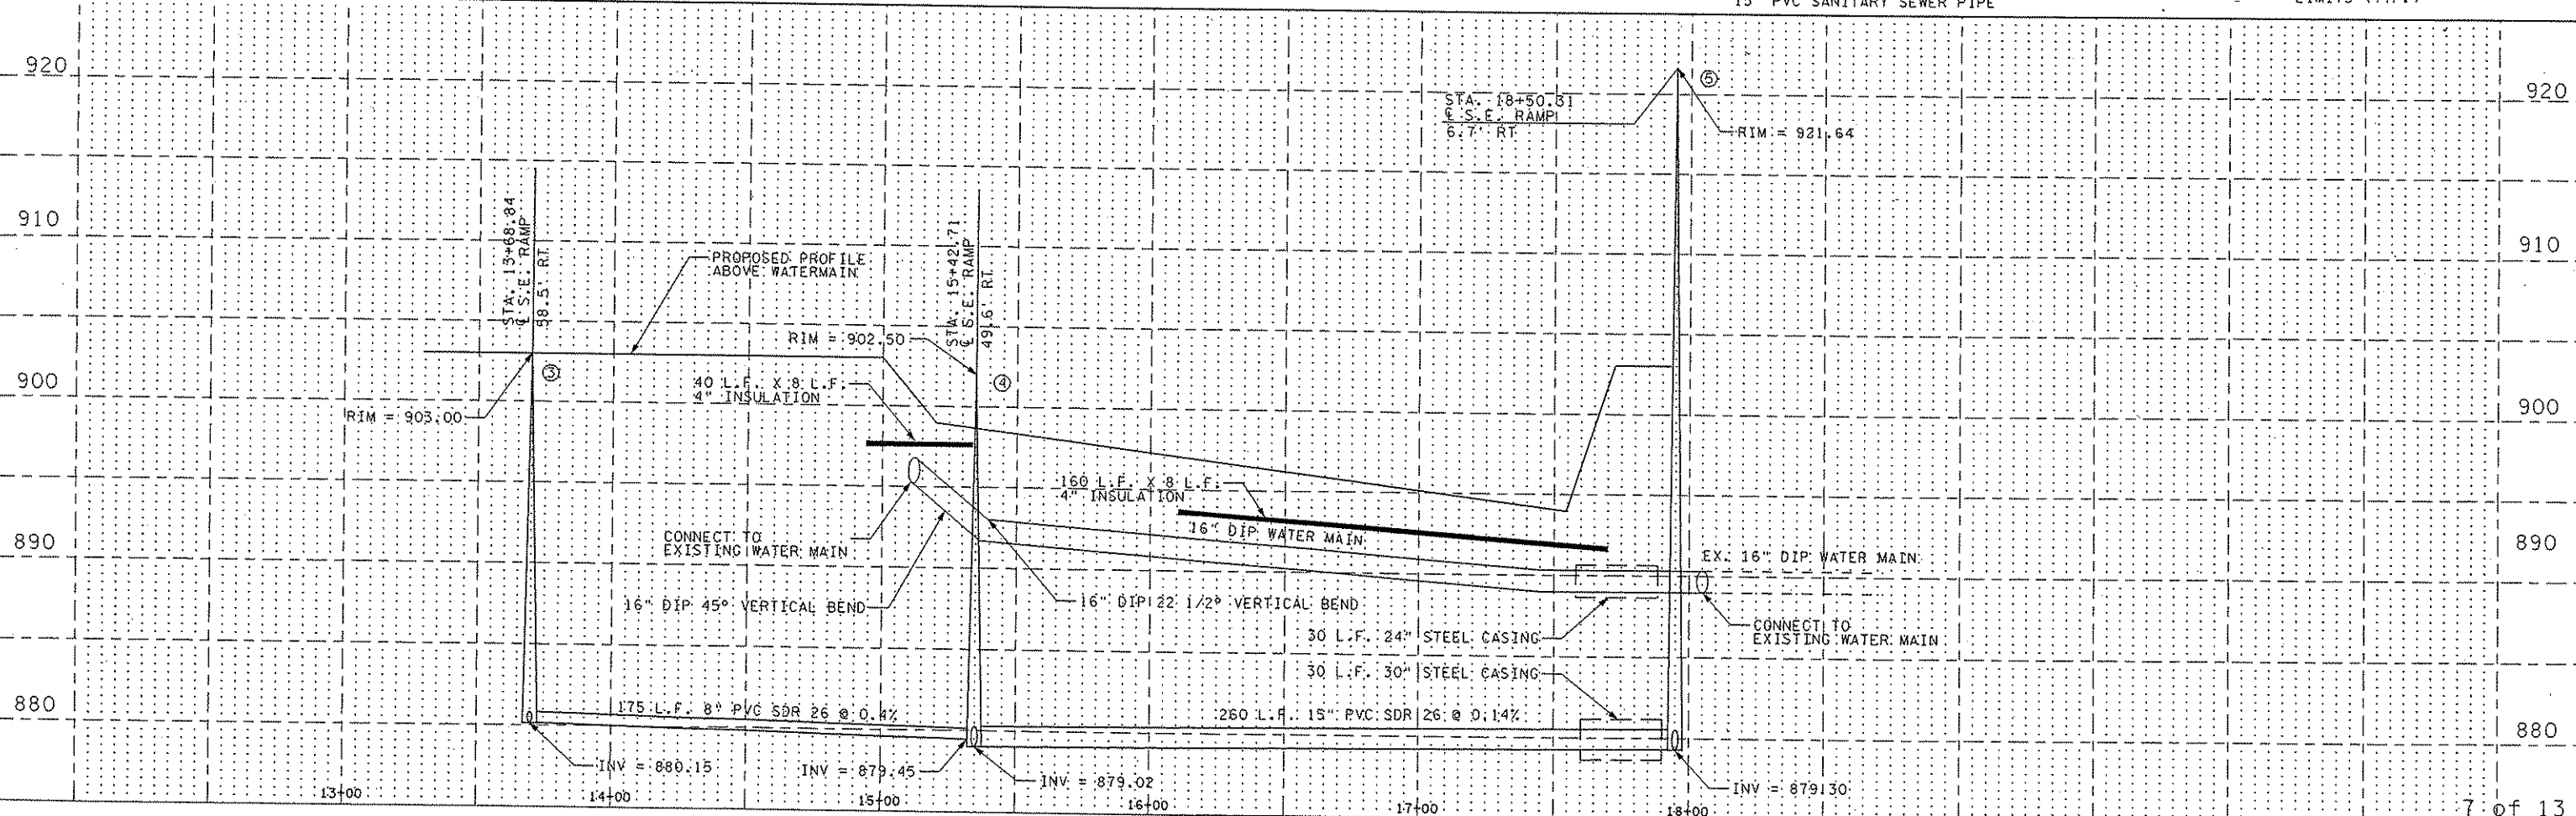 15" PVC SANITARY SEWER PIPE
920
920
STA. 18+50.31
℄ S.E. RAMP
6.7' RT
⑤
RIM = 921.64
910
910
STA. 13+68.84
℄ S.E. RAMP
58.5' RT.
PROPOSED PROFILE
ABOVE WATERMAIN
STA. 15+42.71
℄ S.E. RAMP
49.6' RT.
RIM = 902.50
③
④
900
900
40 L.F. X 8 L.F.
4" INSULATION
RIM = 903.00
160 L.F. X 8 L.F.
4" INSULATION
16" DIP WATER MAIN
CONNECT TO
EXISTING WATER MAIN
890
890
EX. 16" DIP WATER MAIN
16" DIP 45° VERTICAL BEND
16" DIP 22 1/2° VERTICAL BEND
30 L.F. 24" STEEL CASING
CONNECT TO
EXISTING WATER MAIN
30 L.F. 30" STEEL CASING
880
880
175 L.F. 8" PVC SDR 26 @ 0.4%
260 L.F. 15" PVC SDR 26 @ 0.14%
INV = 880.15
INV = 879.45
INV = 879.02
INV = 879.30
13+00
14+00
15+00
16+00
17+00
18+00
7 of 13